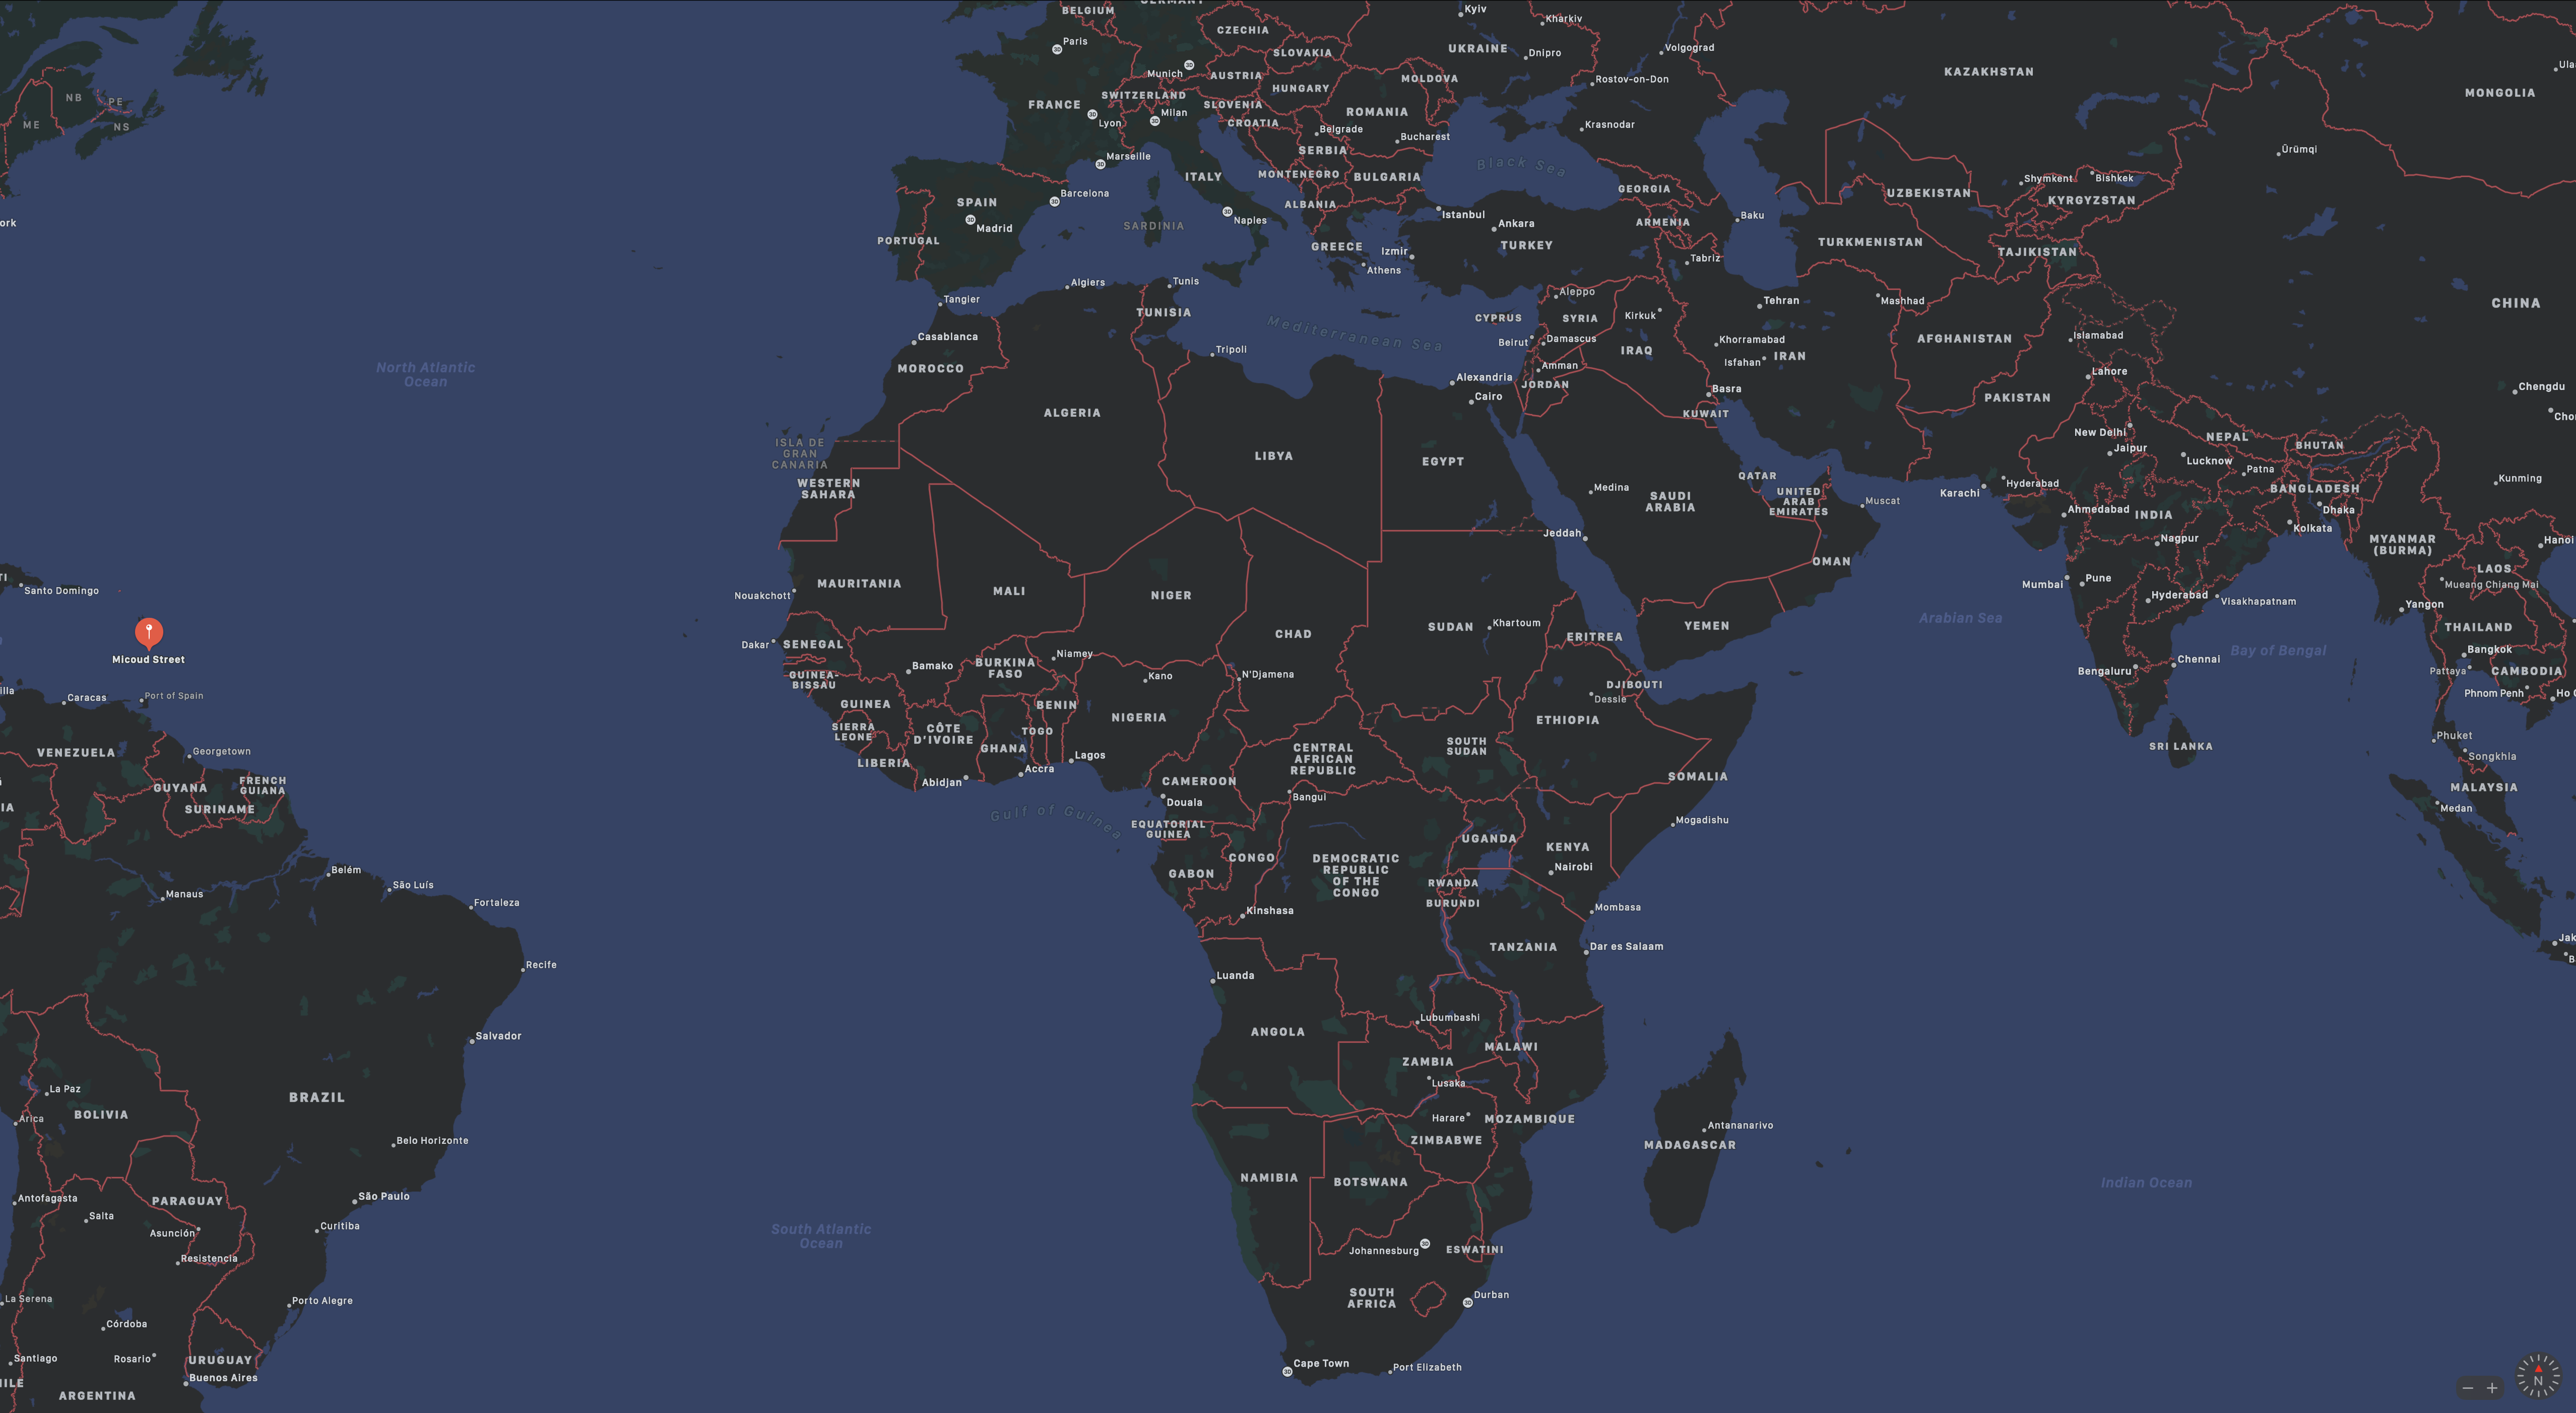 GERMANY
BELGIUM
Paris
CZECHIA
SLOVAKIA
Munich
AUSTRIA
SWITZERLAND
FRANCE
Lyon
Milan
SLOVENIA
CROATIA
HUNGARY
MOLDOVA
ROMANIA
Belgrade
Bucharest
SERBIA
Marseille
ITALY
MONTENEGRO
BULGARIA
Barcelona
SPAIN
Madrid
PORTUGAL
SARDINIA
Naples
ALBANIA
GREECE
Athens
Kyiv
Kharkiv
UKRAINE
Dnipro
Volgograd
Rostov-on-Don
Krasnodar
Black Sea
GEORGIA
ARMENIA
Baku
Istanbul
Ankara
Izmir
TURKEY
Tabriz
KAZAKHSTAN
MONGOLIA
Ürümqi
UZBEKISTAN
Shymkent
Bishkek
KYRGYZSTAN
TURKMENISTAN
TAJIKISTAN
CHINA
NB
PE
ME
NS
ork
North Atlantic
Ocean
Tangier
Algiers
Tunis
TUNISIA
Casablanca
MOROCCO
Tripoli
Mediterranean Sea
CYPRUS
Aleppo
SYRIA
Kirkuk
Tehran
Mashhad
Beirut
Damascus
IRAQ
Khorramabad
Isfahan
IRAN
Amman
JORDAN
Alexandria
Cairo
Basra
KUWAIT
AFGHANISTAN
Islamabad
Lahore
PAKISTAN
Chengdu
Cho
New Delhi
Jaipur
NEPAL
BHUTAN
Lucknow
Patna
Kunming
ALGERIA
ISLA DE
GRAN
CANARIA
WESTERN
SAHARA
LIBYA
EGYPT
Medina
SAUDI
ARABIA
QATAR
UNITED
ARAB
EMIRATES
Muscat
Karachi
Hyderabad
BANGLADESH
Dhaka
Ahmedabad
INDIA
Kolkata
Nagpur
MYANMAR
(BURMA)
Hanoi
LAOS
Mueang Chiang Mai
Jeddah
OMAN
Mumbai
Pune
Hyderabad
Visakhapatnam
Yangon
THAILAND
Arabian Sea
Bay of Bengal
TI
Santo Domingo
Micoud Street
illa
Caracas
Port of Spain
VENEZUELA
Georgetown
GUYANA
FRENCH
GUIANA
SURINAME
IA
MAURITANIA
Nouakchott
MALI
NIGER
CHAD
SUDAN
Khartoum
ERITREA
YEMEN
Dakar
SENEGAL
GUINEA-
BISSAU
Bamako
BURKINA
FASO
Niamey
Kano
N'Djamena
DJIBOUTI
Dessie
GUINEA
SIERRA
LEONE
CÔTE
D'IVOIRE
BENIN
TOGO
GHANA
NIGERIA
LIBERIA
Abidjan
Accra
Lagos
Gulf of Guinea
CENTRAL
AFRICAN
REPUBLIC
SOUTH
SUDAN
ETHIOPIA
SOMALIA
CAMEROON
Douala
Bangui
EQUATORIAL
GUINEA
Mogadishu
Bengaluru
Chennai
SRI LANKA
Bangkok
Pattaya
CAMBODIA
Phnom Penh
Ho
Phuket
Songkhla
MALAYSIA
Medan
Jak
B
Belém
São Luís
Manaus
Fortaleza
Recife
GABON
CONGO
DEMOCRATIC
REPUBLIC
OF THE
CONGO
UGANDA
KENYA
Nairobi
RWANDA
BURUNDI
Kinshasa
Mombasa
TANZANIA
Dar es Salaam
Luanda
ANGOLA
Lubumbashi
MALAWI
ZAMBIA
Lusaka
Harare
MOZAMBIQUE
ZIMBABWE
Antananarivo
MADAGASCAR
Indian Ocean
Salvador
La Paz
BRAZIL
BOLIVIA
Arica
Belo Horizonte
Antofagasta
PARAGUAY
São Paulo
Salta
Asunción
Curitiba
Resistencia
La Serena
Porto Alegre
Córdoba
Santiago
Rosario
URUGUAY
Buenos Aires
ILE
ARGENTINA
South Atlantic
Ocean
NAMIBIA
BOTSWANA
Johannesburg
ESWATINI
SOUTH
AFRICA
Durban
Cape Town
Port Elizabeth
N